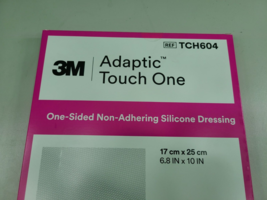 REF TCH604
3M Adaptic™
Touch One
One-Sided Non-Adhering Silicone Dressing
17 cm x 25 cm
6.8 IN x 10 IN